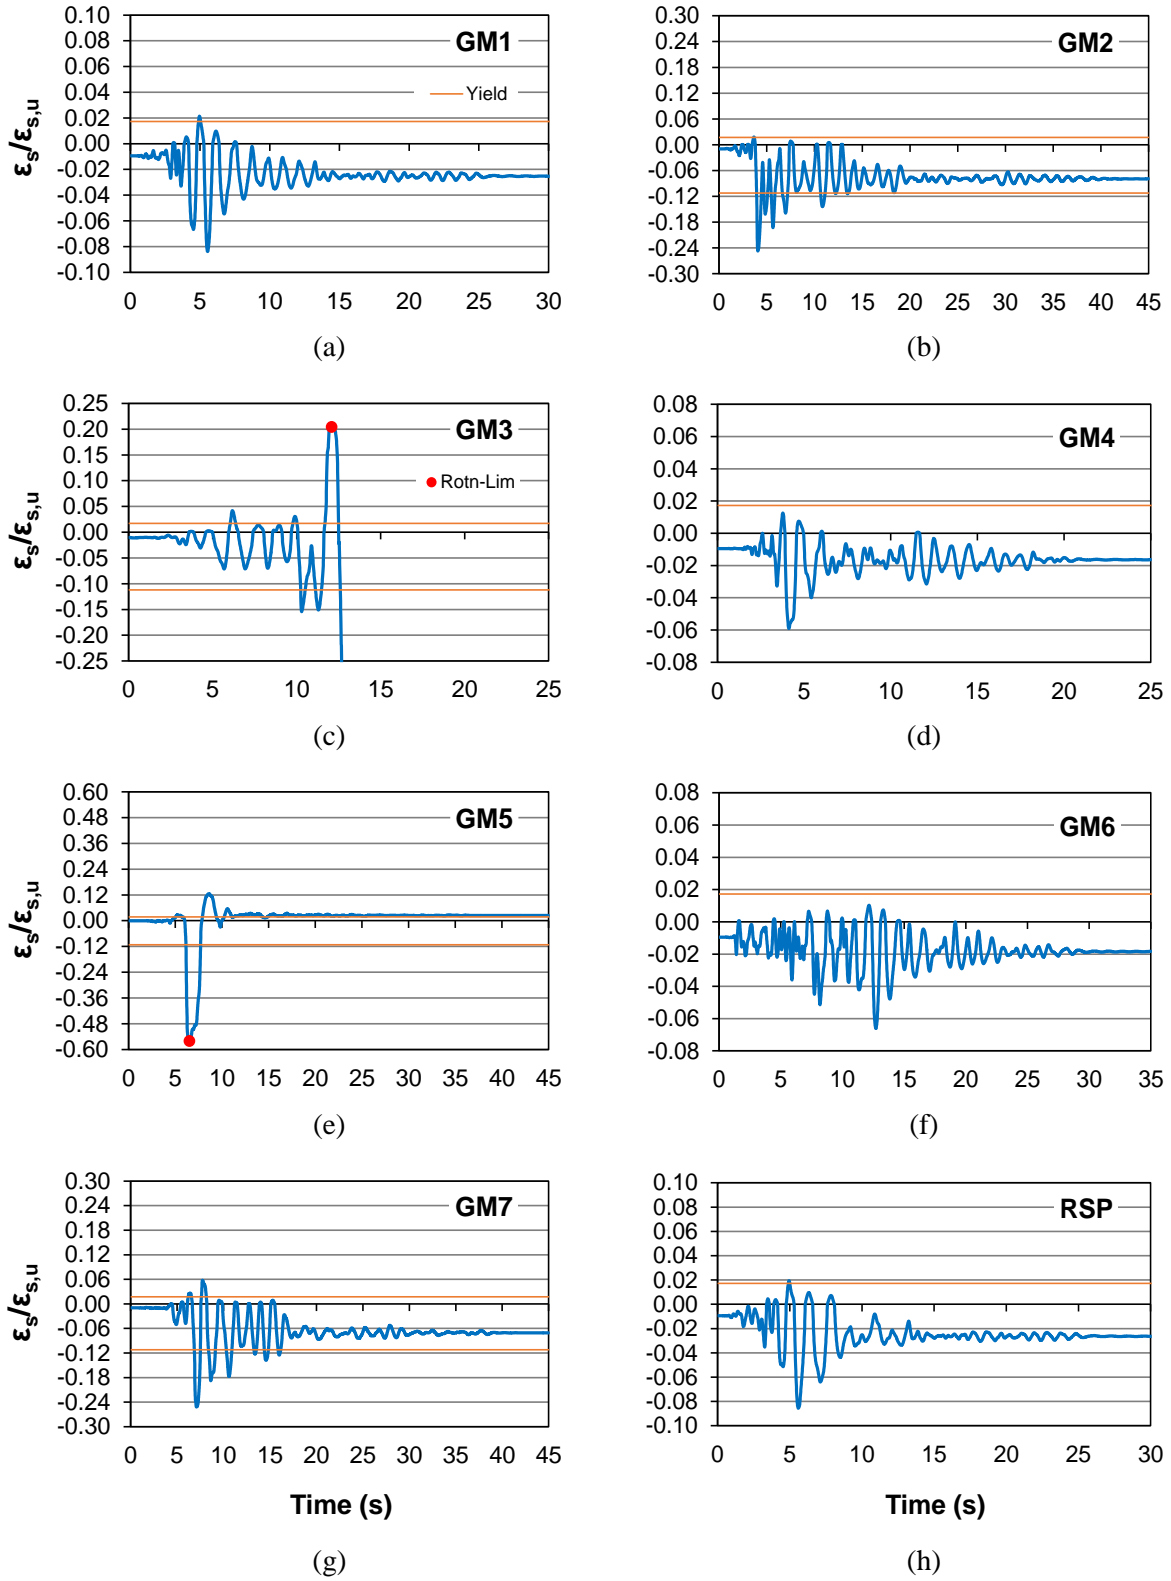 0.10
0.08
0.06
0.04
0.02
0.00
-0.02
-0.04
-0.06
-0.08
-0.10
εs/εs,u
GM1
Yield
0 5 10 15 20 25 30
(a)
0.30
0.24
0.18
0.12
0.06
0.00
-0.06
-0.12
-0.18
-0.24
-0.30
GM2
0 5 10 15 20 25 30 35 40 45
(b)
0.25
0.20
0.15
0.10
0.05
0.00
-0.05
-0.10
-0.15
-0.20
-0.25
εs/εs,u
GM3
Rotn-Lim
0 5 10 15 20 25
(c)
0.08
0.06
0.04
0.02
0.00
-0.02
-0.04
-0.06
-0.08
GM4
0 5 10 15 20 25
(d)
0.60
0.48
0.36
0.24
0.12
0.00
-0.12
-0.24
-0.36
-0.48
-0.60
εs/εs,u
GM5
0 5 10 15 20 25 30 35 40 45
(e)
0.08
0.06
0.04
0.02
0.00
-0.02
-0.04
-0.06
-0.08
GM6
0 5 10 15 20 25 30 35
(f)
0.30
0.24
0.18
0.12
0.06
0.00
-0.06
-0.12
-0.18
-0.24
-0.30
εs/εs,u
GM7
0 5 10 15 20 25 30 35 40 45
Time (s)
(g)
0.10
0.08
0.06
0.04
0.02
0.00
-0.02
-0.04
-0.06
-0.08
-0.10
RSP
0 5 10 15 20 25 30
Time (s)
(h)